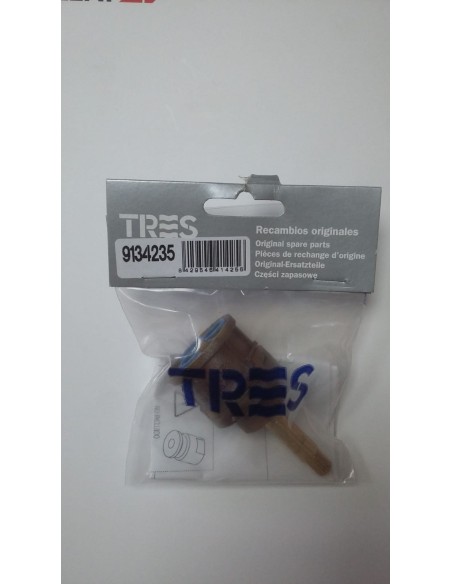 TRES
9134235
Recambios originales
Original spare parts
Pièces de rechange d'origine
Original-Ersatzteile
Części zapasowe
TRES